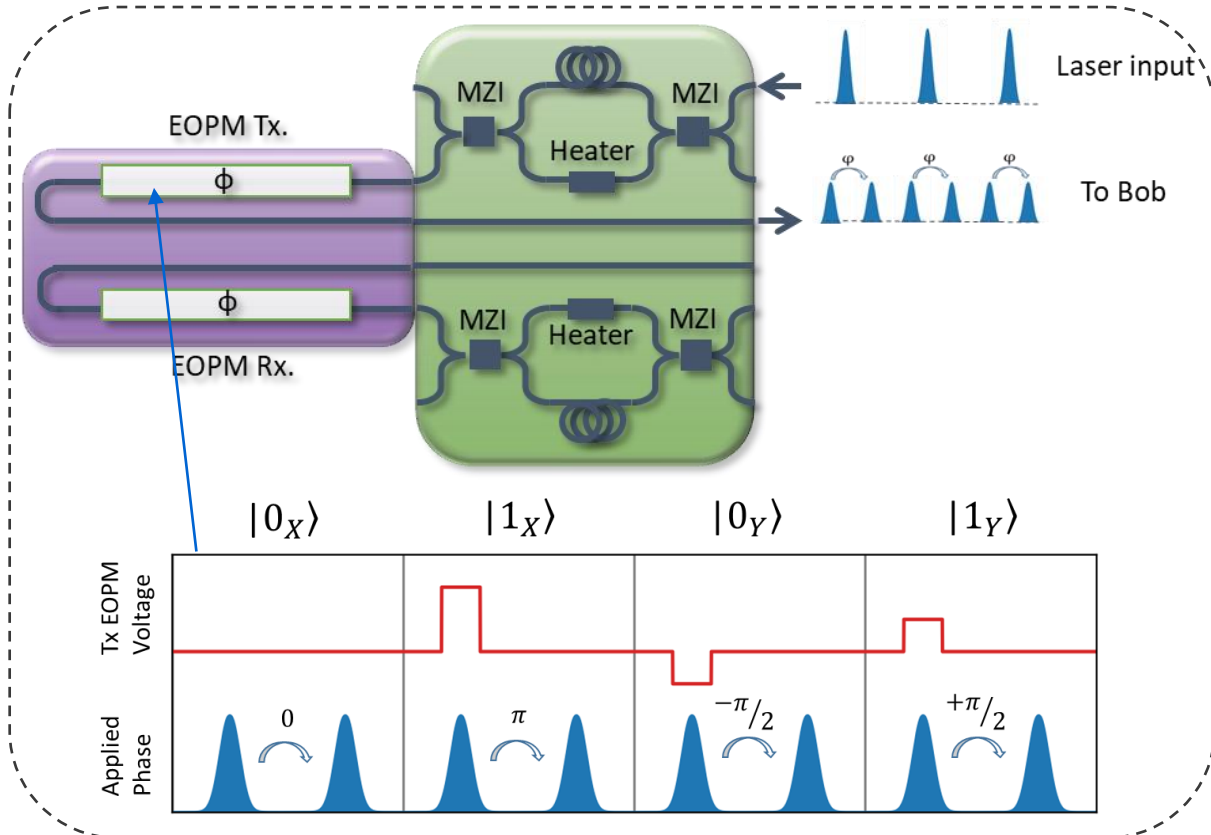 MZI
MZI
Laser input
EOPM Tx.
Heater
φ
φ
φ
ϕ
To Bob
ϕ
MZI
MZI
Heater
EOPM Rx.
|0_X⟩
|1_X⟩
|0_Y⟩
|1_Y⟩
Tx EOPM
Voltage
Applied
Phase
0
π
−π/2
+π/2